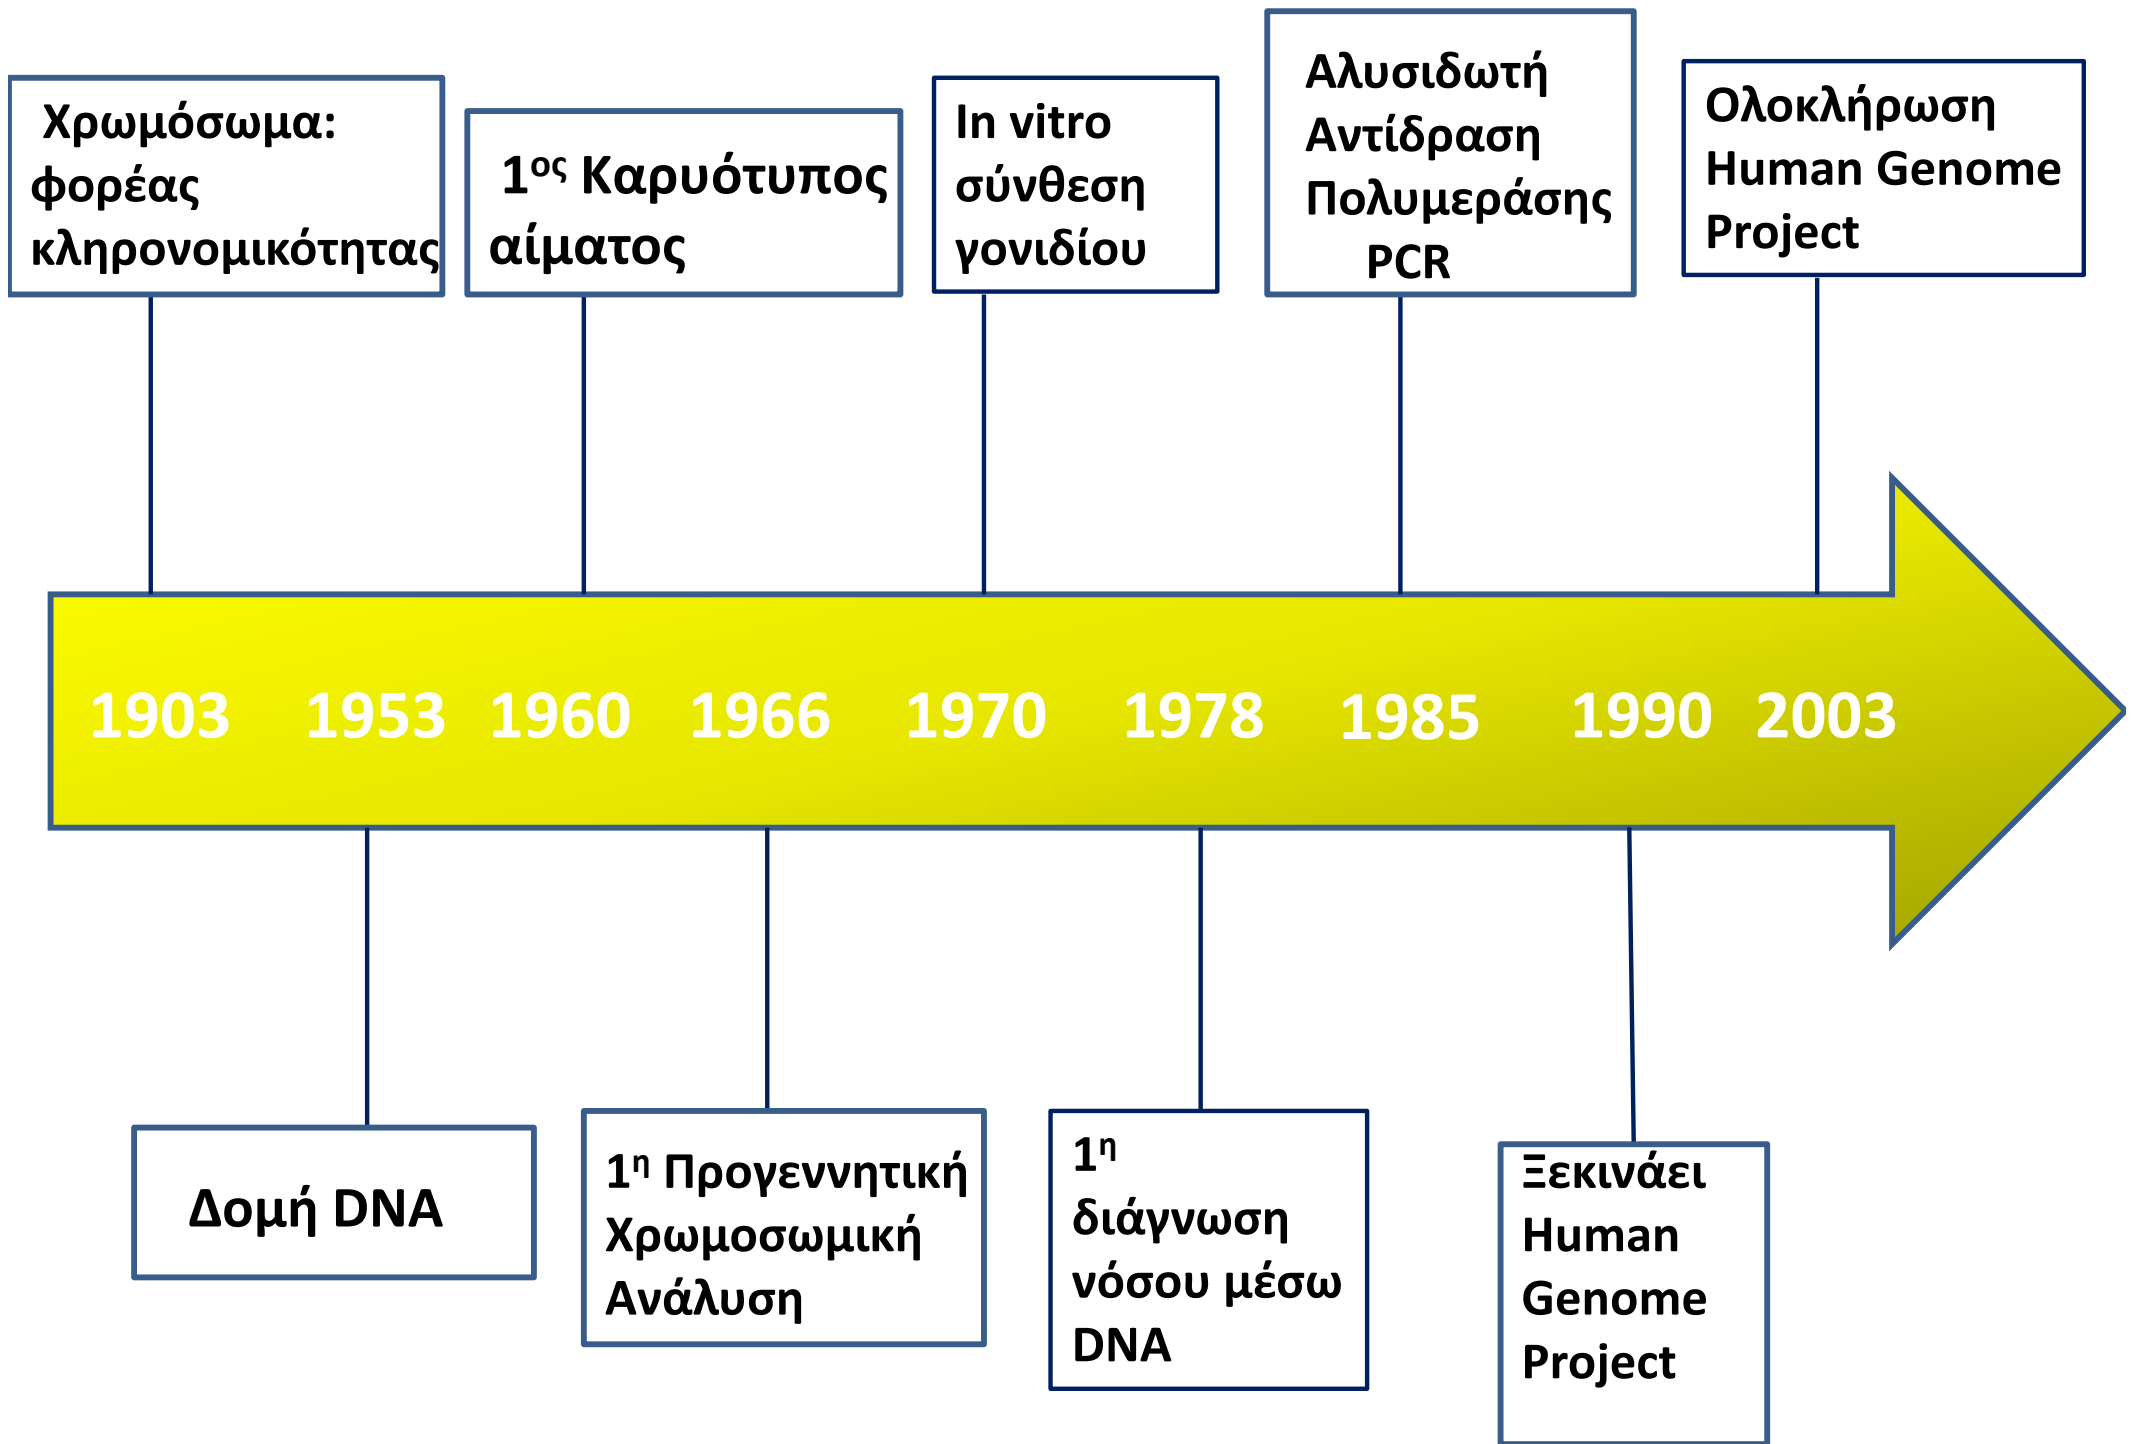 Χρωμόσωμα:
φορέας
κληρονομικότητας
1ος Καρυότυπος
αίματος
In vitro
σύνθεση
γονιδίου
Αλυσιδωτή
Αντίδραση
Πολυμεράσης
PCR
Ολοκλήρωση
Human Genome
Project
1903 1953 1960 1966 1970 1978 1985 1990 2003
Δομή DNA
1η Προγεννητική
Χρωμοσωμική
Ανάλυση
1η
διάγνωση
νόσου μέσω
DNA
Ξεκινάει
Human
Genome
Project